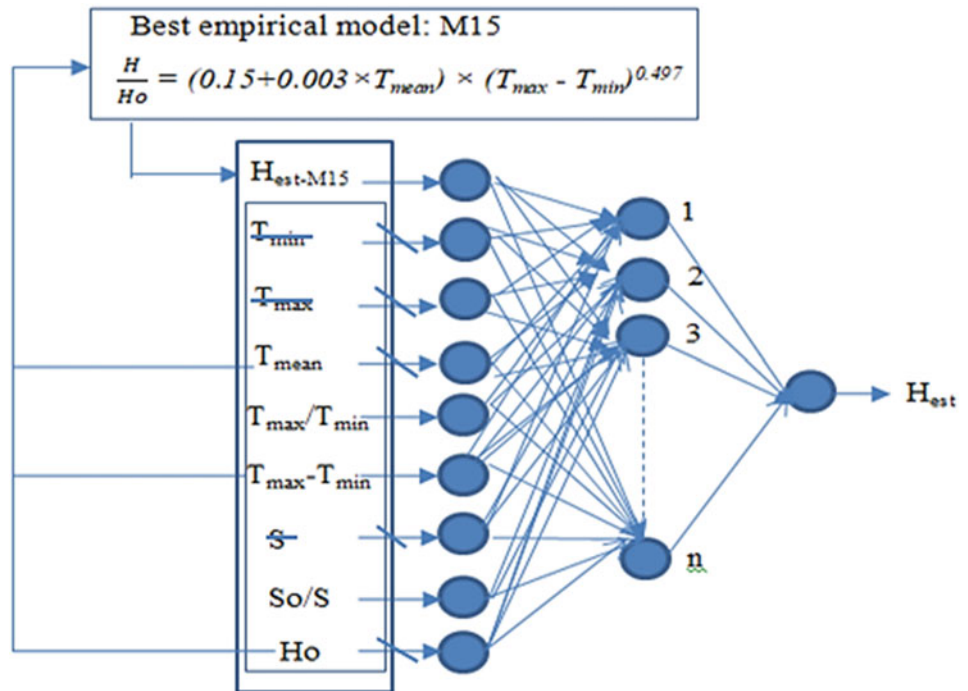 Best empirical model: M15
H/Ho = (0.15+0.003 × Tmean) × (Tmax - Tmin)^0.497
Hest-M15
Tmin
Tmax
Tmean
Tmax/Tmin
Tmax-Tmin
S
So/S
Ho
1
2
3
n
Hest